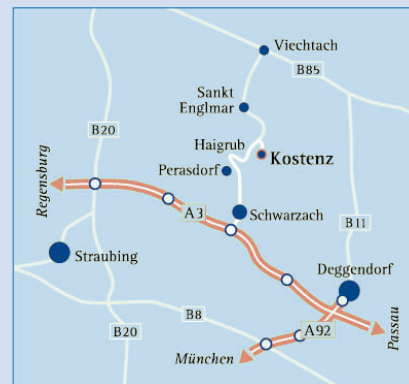 Viechtach
B85
Sankt
Englmar
B20
Haigrub
Kostenz
Perasdorf
Regensburg
A3
Schwarzach
B11
Straubing
Deggendorf
B20
B8
A92
München
Passau